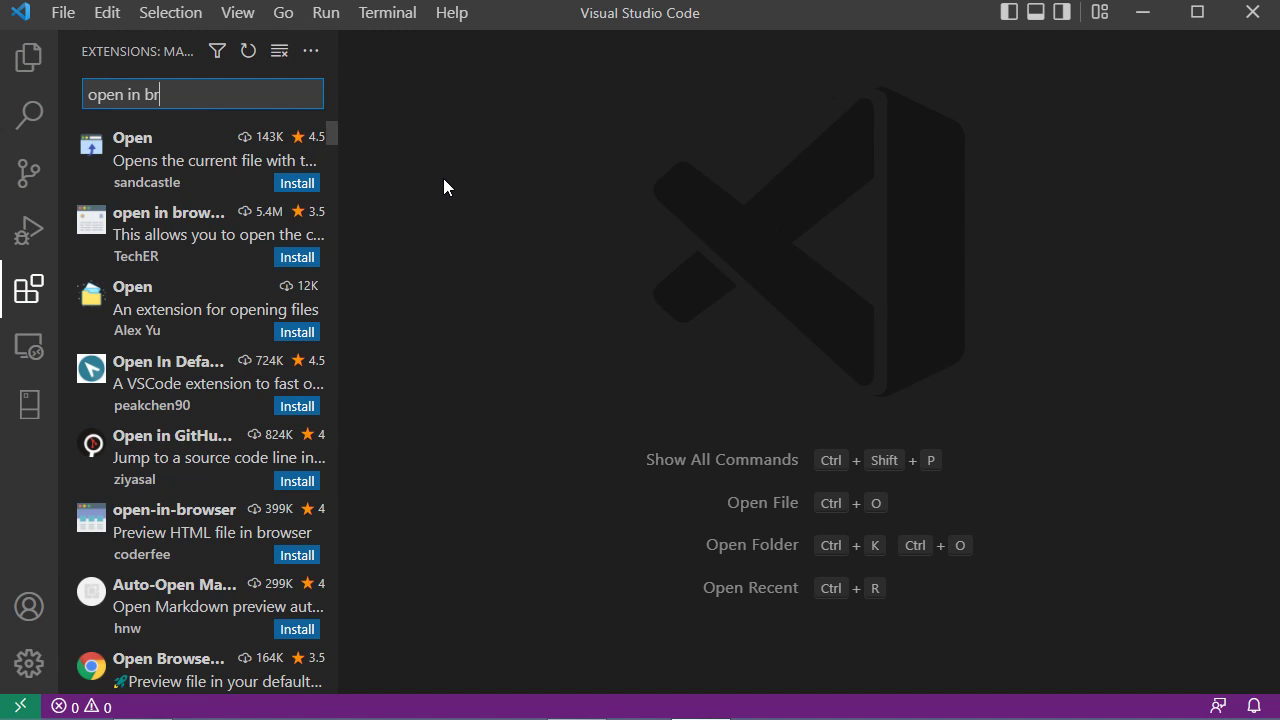 File Edit Selection View Go Run Terminal Help Visual Studio Code
EXTENSIONS: MA...
open in br
Open 143K 4.5
Opens the current file with t...
sandcastle Install
open in brow... 5.4M 3.5
This allows you to open the c...
TechER Install
Open 12K
An extension for opening files
Alex Yu Install
Open In Defa... 724K 4.5
A VSCode extension to fast o...
peakchen90 Install
Open in GitHu... 824K 4
Jump to a source code line in...
ziyasal Install
open-in-browser 399K 4
Preview HTML file in browser
coderfee Install
Auto-Open Ma... 299K 4
Open Markdown preview aut...
hnw Install
Open Browse... 164K 3.5
🚀Preview file in your default...
Show All Commands Ctrl + Shift + P
Open File Ctrl + O
Open Folder Ctrl + K Ctrl + O
Open Recent Ctrl + R
0 0